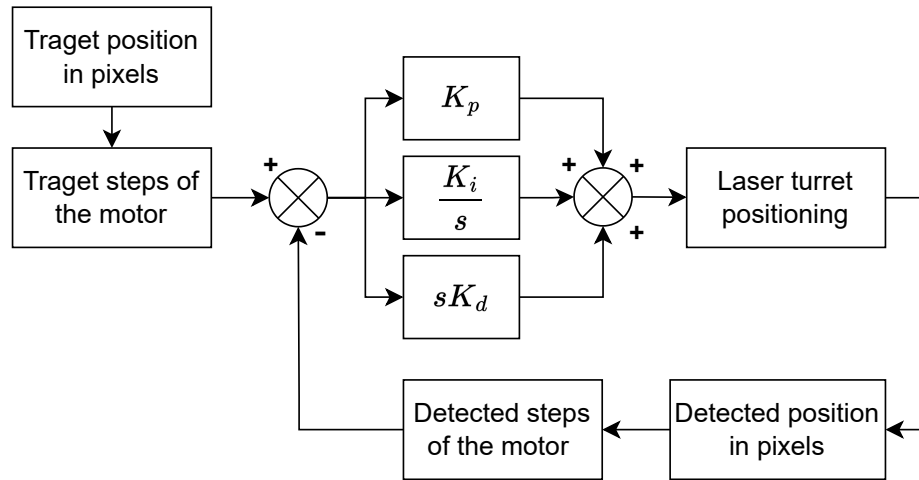 Traget position
in pixels
Traget steps of
the motor
+
-
K_p
K_i
s
sK_d
+
+
+
Laser turret
positioning
Detected steps
of the motor
Detected position
in pixels